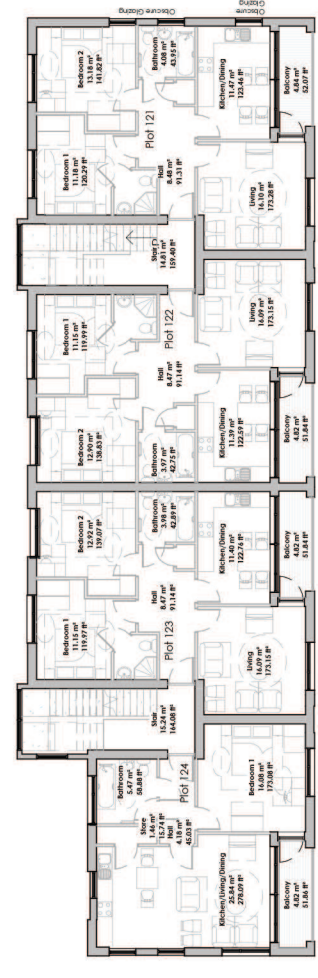 Obscure Glazing
Obscure
Glazing
Bedroom 2
13.18 m²
141.82 ft²
Bathroom
4.08 m²
43.95 ft²
Kitchen/Dining
11.47 m²
123.46 ft²
Balcony
4.84 m²
52.07 ft²
Plot 121
Bedroom 1
11.18 m²
120.29 ft²
Hall
8.48 m²
91.31 ft²
Living
16.10 m²
173.28 ft²
Stair
14.81 m²
159.40 ft²
Bedroom 1
11.15 m²
119.99 ft²
Plot 122
Living
16.09 m²
173.15 ft²
Hall
8.47 m²
91.14 ft²
Bedroom 2
12.90 m²
138.83 ft²
Bathroom
3.97 m²
42.75 ft²
Kitchen/Dining
11.39 m²
122.59 ft²
Balcony
4.82 m²
51.84 ft²
Bedroom 2
12.92 m²
139.07 ft²
Bathroom
3.98 m²
42.89 ft²
Kitchen/Dining
11.40 m²
122.76 ft²
Balcony
4.82 m²
51.84 ft²
Bedroom 1
11.15 m²
119.97 ft²
Hall
8.47 m²
91.14 ft²
Plot 123
Living
16.09 m²
173.15 ft²
Stair
15.24 m²
164.08 ft²
Bathroom
5.47 m²
58.88 ft²
Plot 124
Bedroom 1
16.08 m²
173.08 ft²
Store
1.46 m²
15.74 ft²
Hall
4.18 m²
45.03 ft²
Kitchen/Living/Dining
25.84 m²
278.09 ft²
Balcony
4.82 m²
51.86 ft²